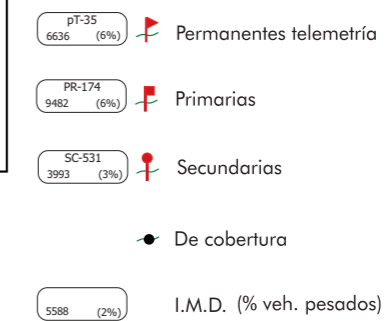 pT-35
6636 (6%)
Permanentes telemetría
PR-174
9482 (6%)
Primarias
SC-531
3993 (3%)
Secundarias
De cobertura
5588 (2%)
I.M.D. (% veh. pesados)